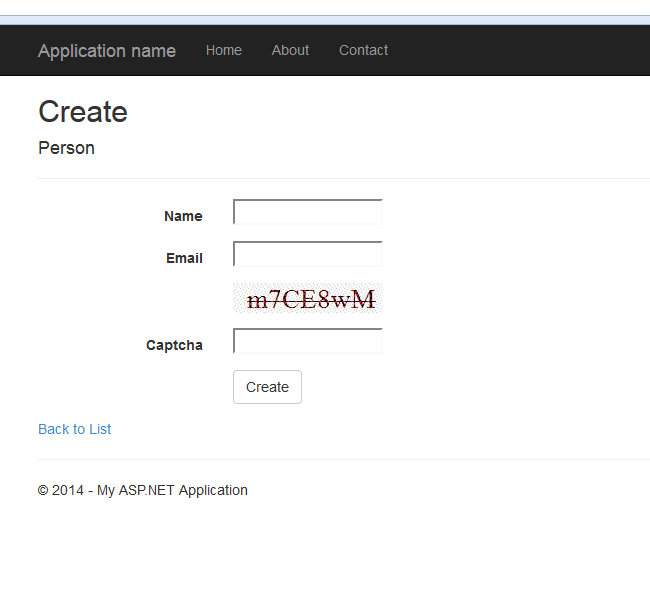 Application name Home About Contact
Create
Person
Name
Email
m7CE8wM
Captcha
Create
Back to List
© 2014 - My ASP.NET Application